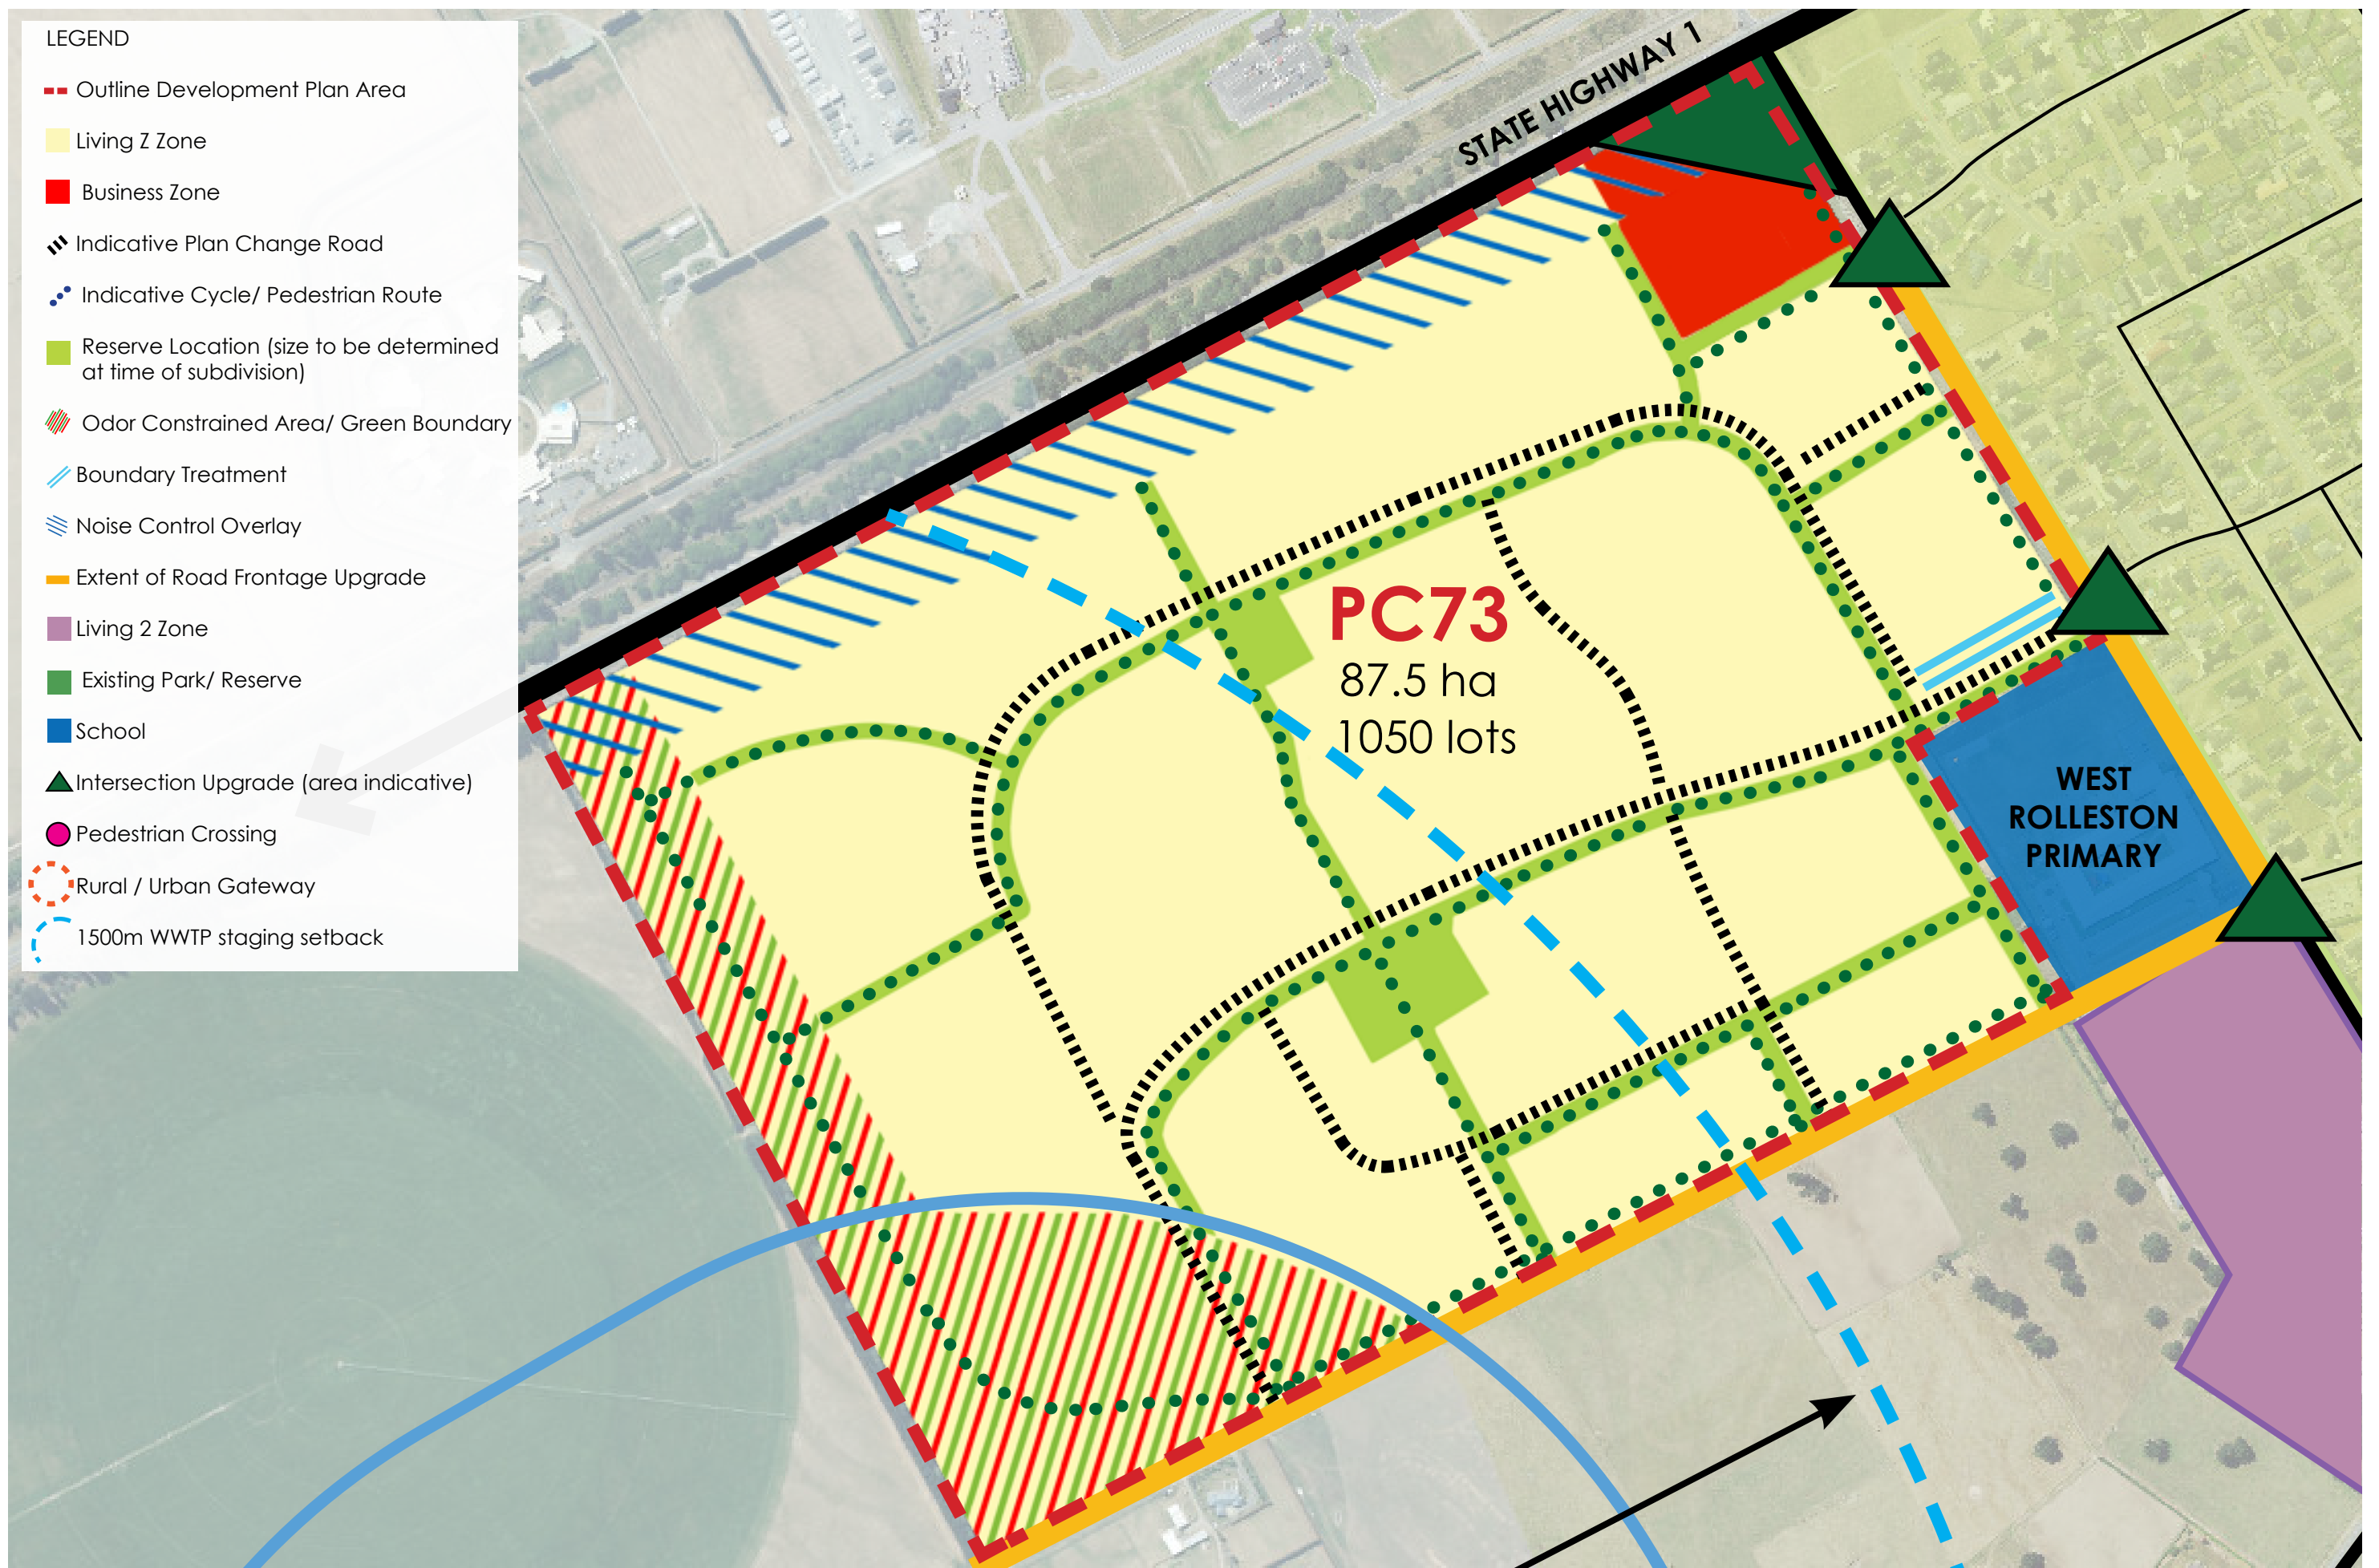 LEGEND
Outline Development Plan Area
Living Z Zone
Business Zone
Indicative Plan Change Road
Indicative Cycle/ Pedestrian Route
Reserve Location (size to be determined
at time of subdivision)
Odor Constrained Area/ Green Boundary
Boundary Treatment
Noise Control Overlay
Extent of Road Frontage Upgrade
Living 2 Zone
Existing Park/ Reserve
School
Intersection Upgrade (area indicative)
Pedestrian Crossing
Rural / Urban Gateway
1500m WWTP staging setback
STATE HIGHWAY 1
PC73
87.5 ha
1050 lots
WEST
ROLLESTON
PRIMARY